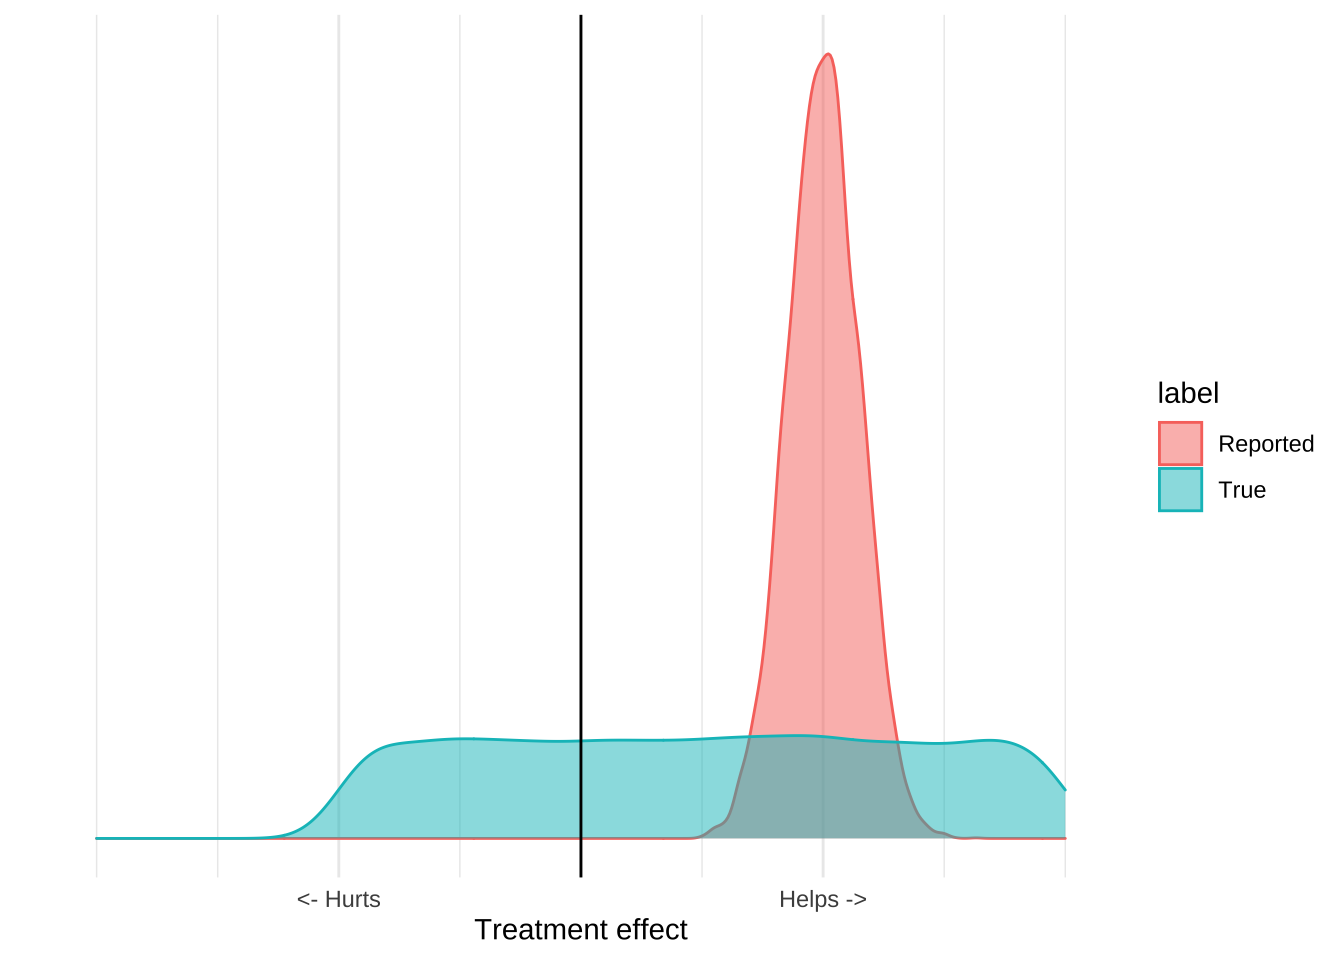 label
Reported
True
<- Hurts
Helps ->
Treatment effect